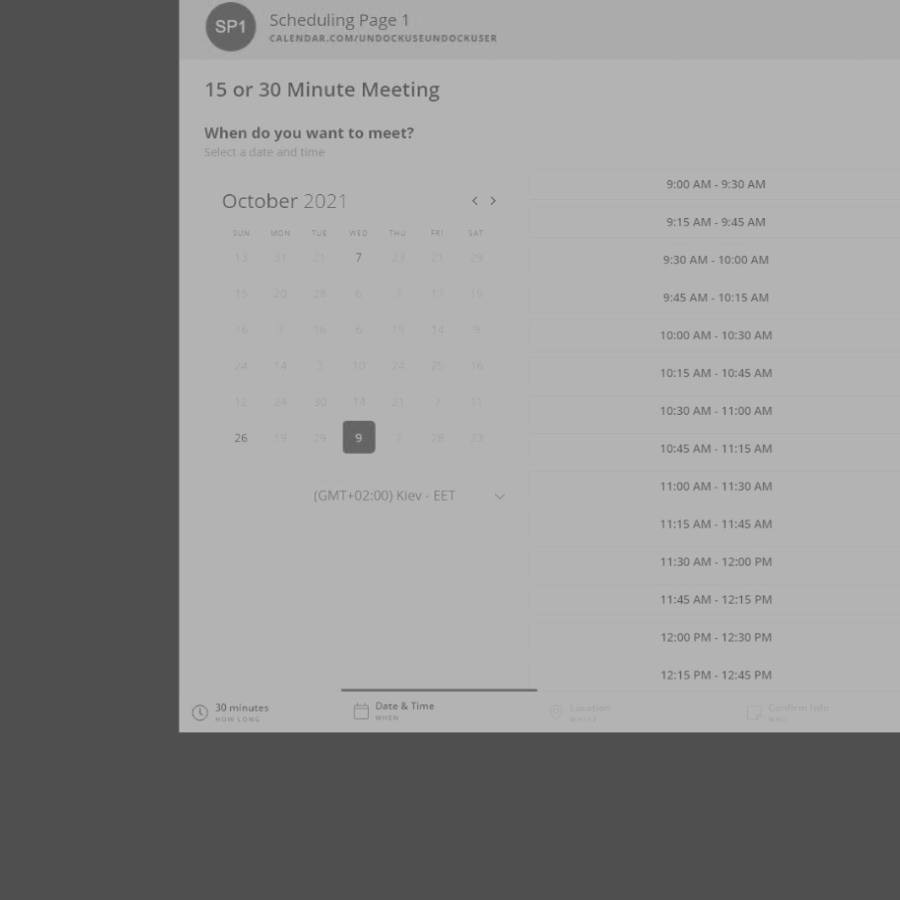 SP1
Scheduling Page 1
CALENDAR.COM/UNDOCKUSEUNDOCKUSER
15 or 30 Minute Meeting
When do you want to meet?
Select a date and time
October 2021
SUN MON TUE WED THU FRI SAT
13 31 21 7 23 21 29
15 20 28 6 7 17 19
16 7 16 6 19 14 9
24 14 3 10 24 25 16
12 24 30 14 21 7 11
26 19 29 9 7 28 23
(GMT+02:00) Kiev - EET
9:00 AM - 9:30 AM
9:15 AM - 9:45 AM
9:30 AM - 10:00 AM
9:45 AM - 10:15 AM
10:00 AM - 10:30 AM
10:15 AM - 10:45 AM
10:30 AM - 11:00 AM
10:45 AM - 11:15 AM
11:00 AM - 11:30 AM
11:15 AM - 11:45 AM
11:30 AM - 12:00 PM
11:45 AM - 12:15 PM
12:00 PM - 12:30 PM
12:15 PM - 12:45 PM
30 minutes
HOW LONG
Date & Time
WHEN
Location
WHERE
Confirm Info
WHO